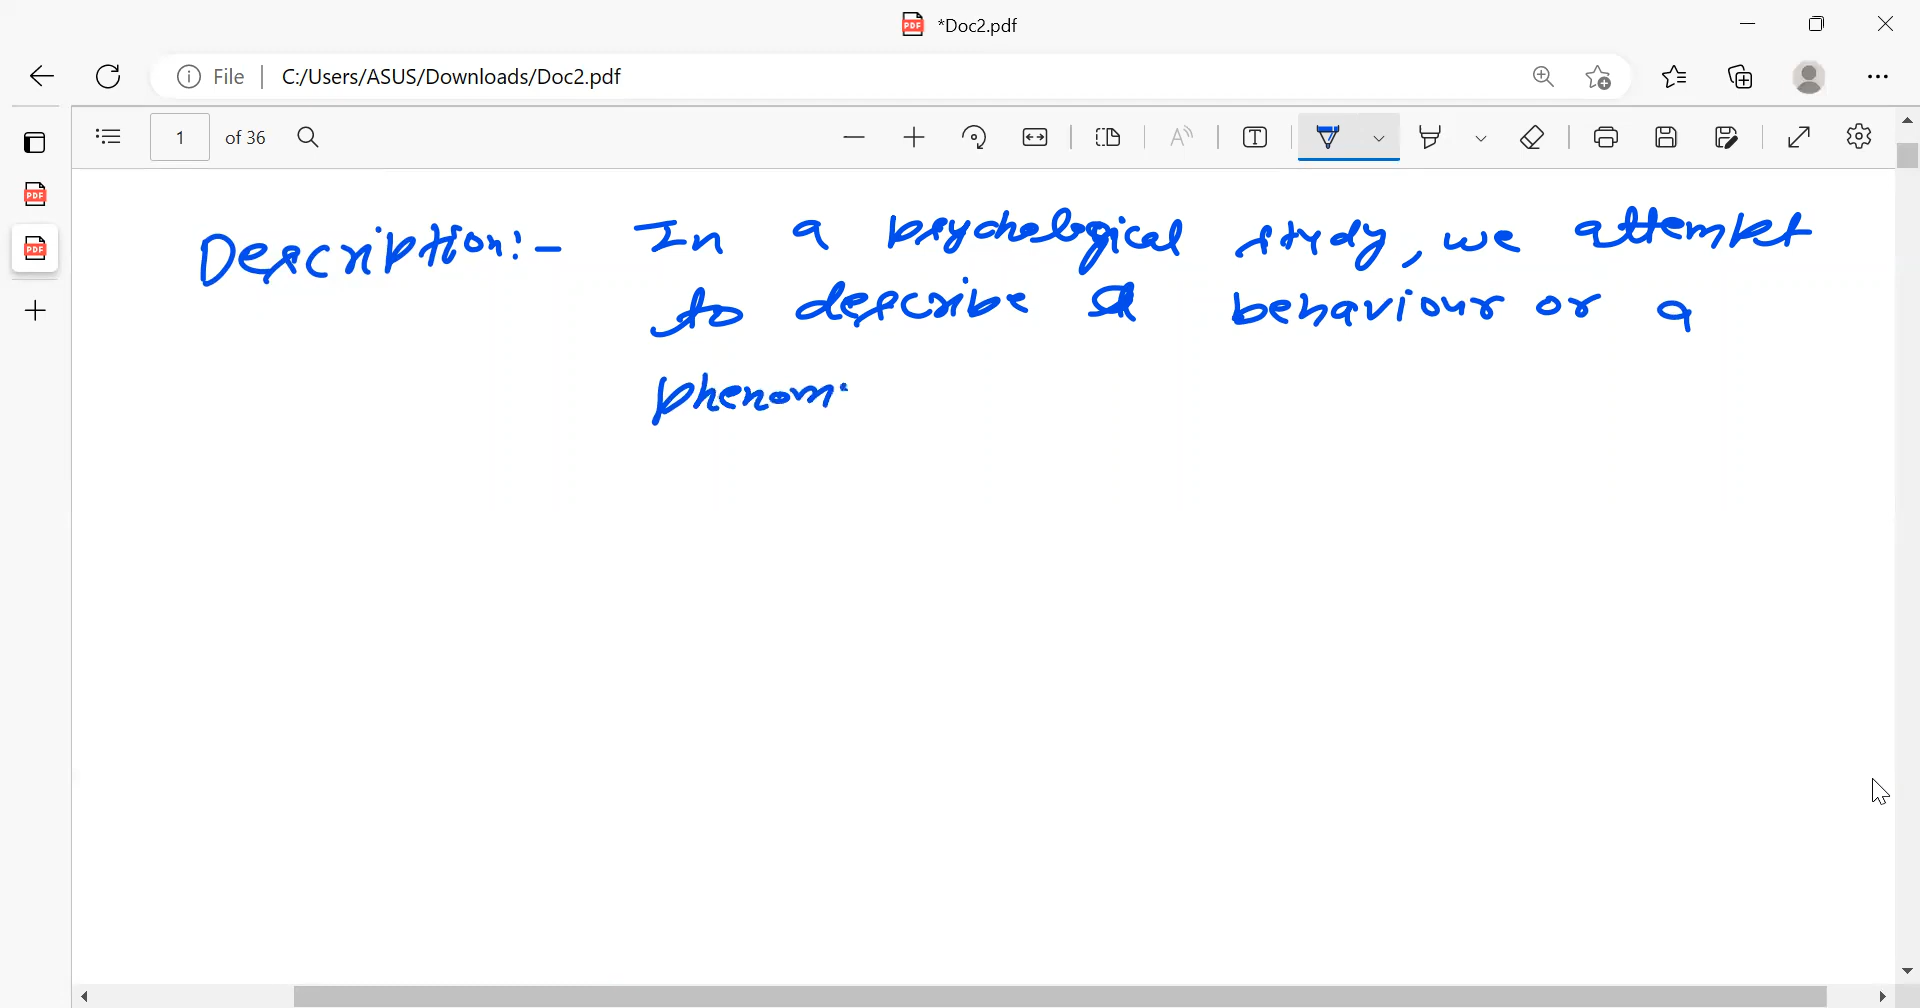 *Doc2.pdf
File | C:/Users/ASUS/Downloads/Doc2.pdf
1 of 36
Description:- In a psychological study, we attempt
to describe a behaviour or a
phenom